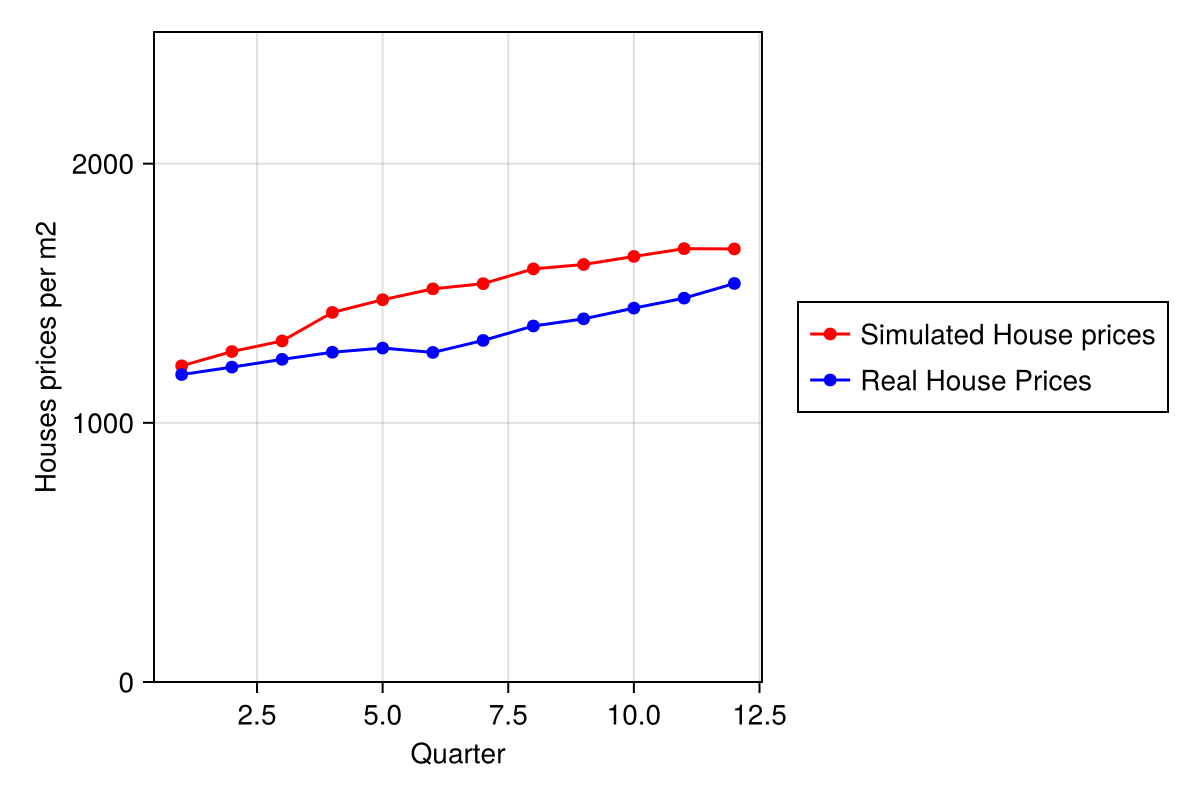 Houses prices per m2
2000
1000
0
2.5 5.0 7.5 10.0 12.5
Quarter
Simulated House prices
Real House Prices